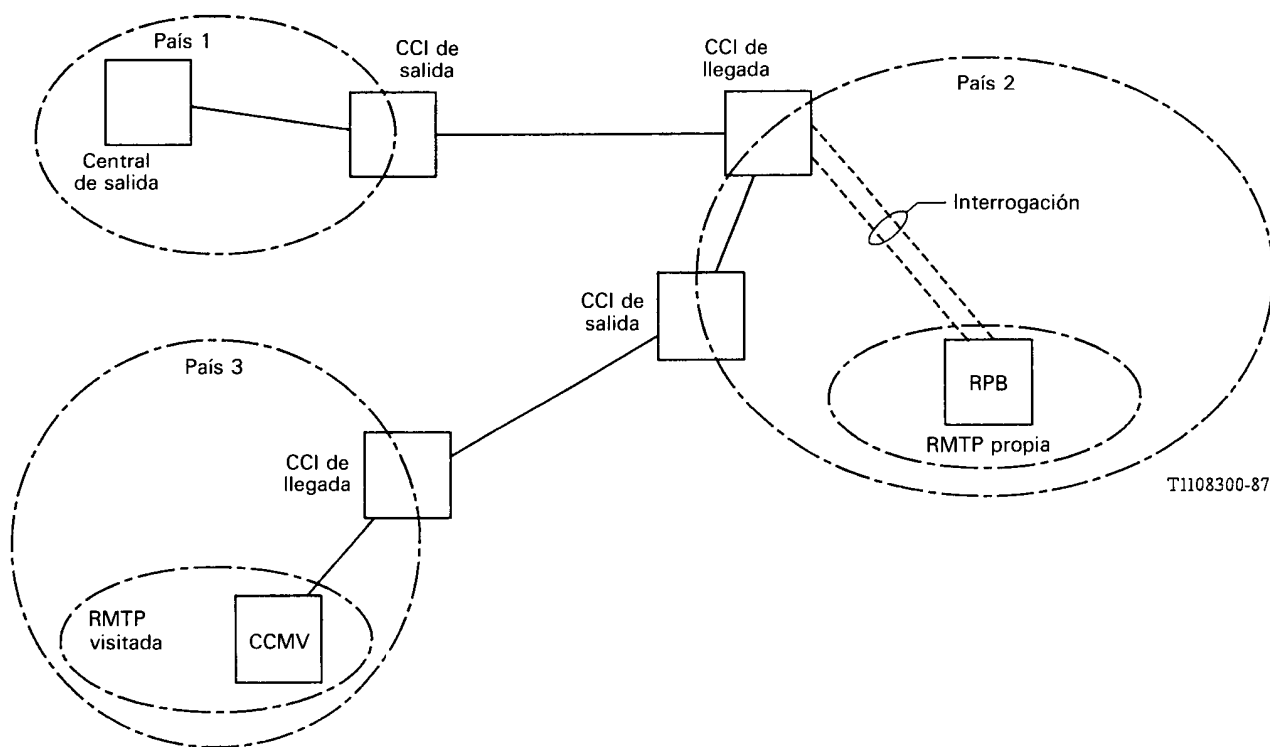 País 1
CCI de
salida
CCI de
llegada
País 2
Central
de salida
Interrogación
CCI de
salida
País 3
RPB
RMTP propia
T1108300-87
CCI de
llegada
RMTP
visitada
CCMV